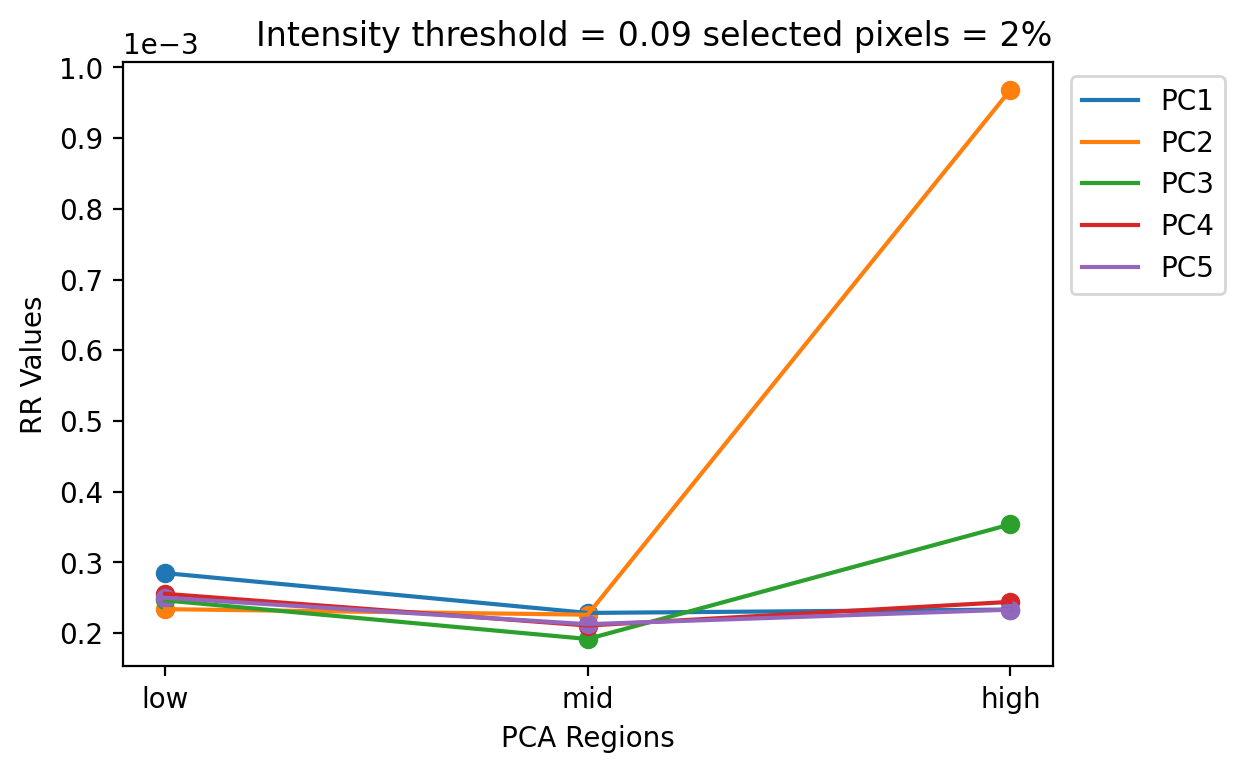 Intensity threshold = 0.09 selected pixels = 2%
1e−3
1.0
0.9
0.8
0.7
0.6
0.5
0.4
0.3
0.2
RR Values
low mid high
PCA Regions
PC1
PC2
PC3
PC4
PC5